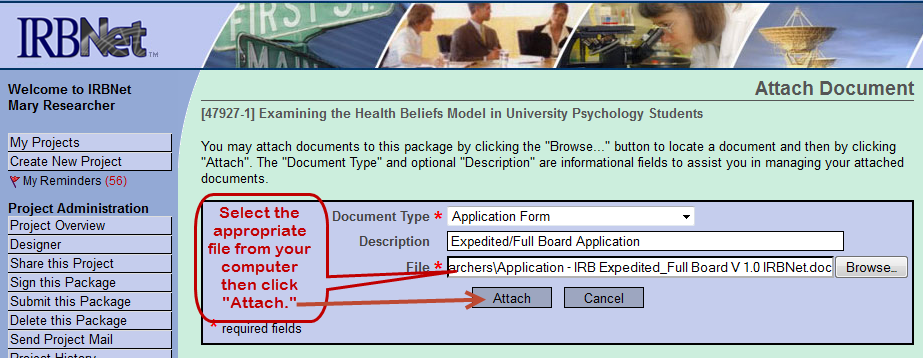 IRBNet™
FIRST ST
MAIN ST
Welcome to IRBNet
Mary Researcher
My Projects
Create New Project
My Reminders (56)
Project Administration
Project Overview
Designer
Share this Project
Sign this Package
Submit this Package
Delete this Package
Send Project Mail
Project History
Attach Document
[47927-1] Examining the Health Beliefs Model in University Psychology Students
You may attach documents to this package by clicking the "Browse..." button to locate a document and then by clicking
"Attach". The "Document Type" and optional "Description" are informational fields to assist you in managing your attached
documents.
Select the
appropriate
file from your
computer
then click
"Attach."
Document Type * Application Form
Description Expedited/Full Board Application
File * archers\Application - IRB Expedited_Full Board V 1.0 IRBNet.doc Browse...
Attach Cancel
* required fields